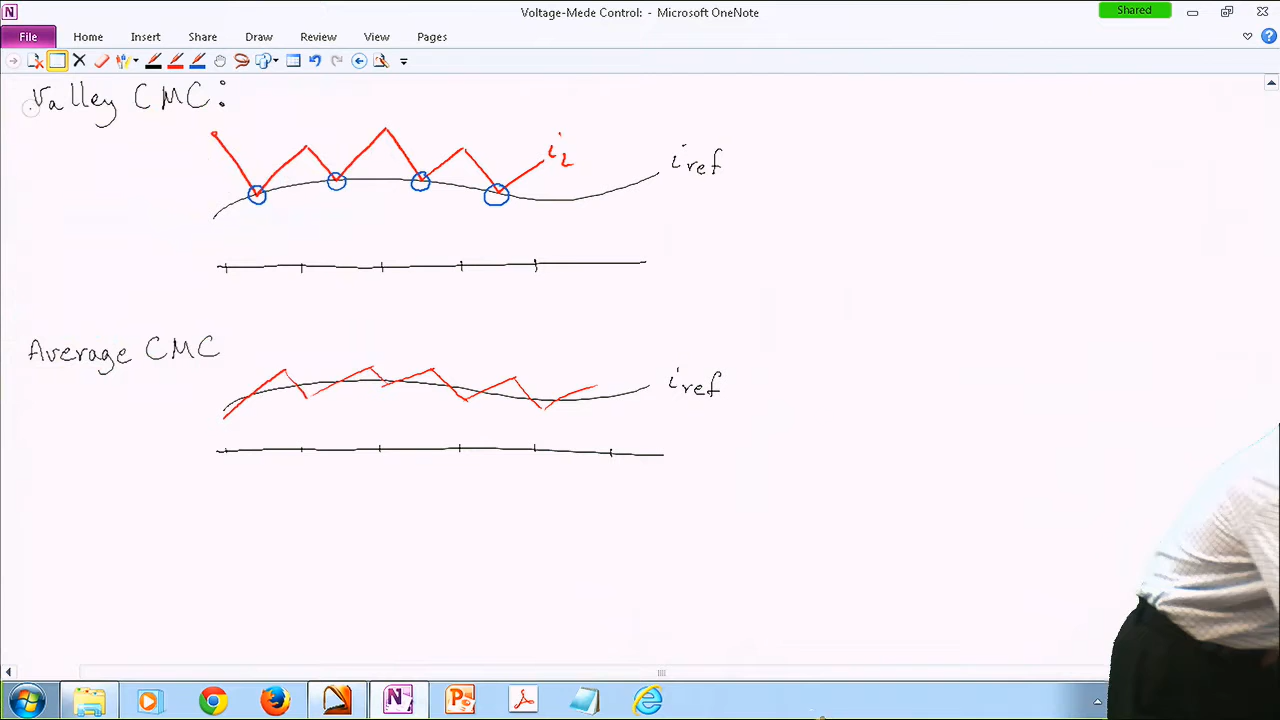 Voltage-Mede Control: - Microsoft OneNote
Shared
File Home Insert Share Draw Review View Pages
Valley CMC:
iL
iref
Average CMC
iref